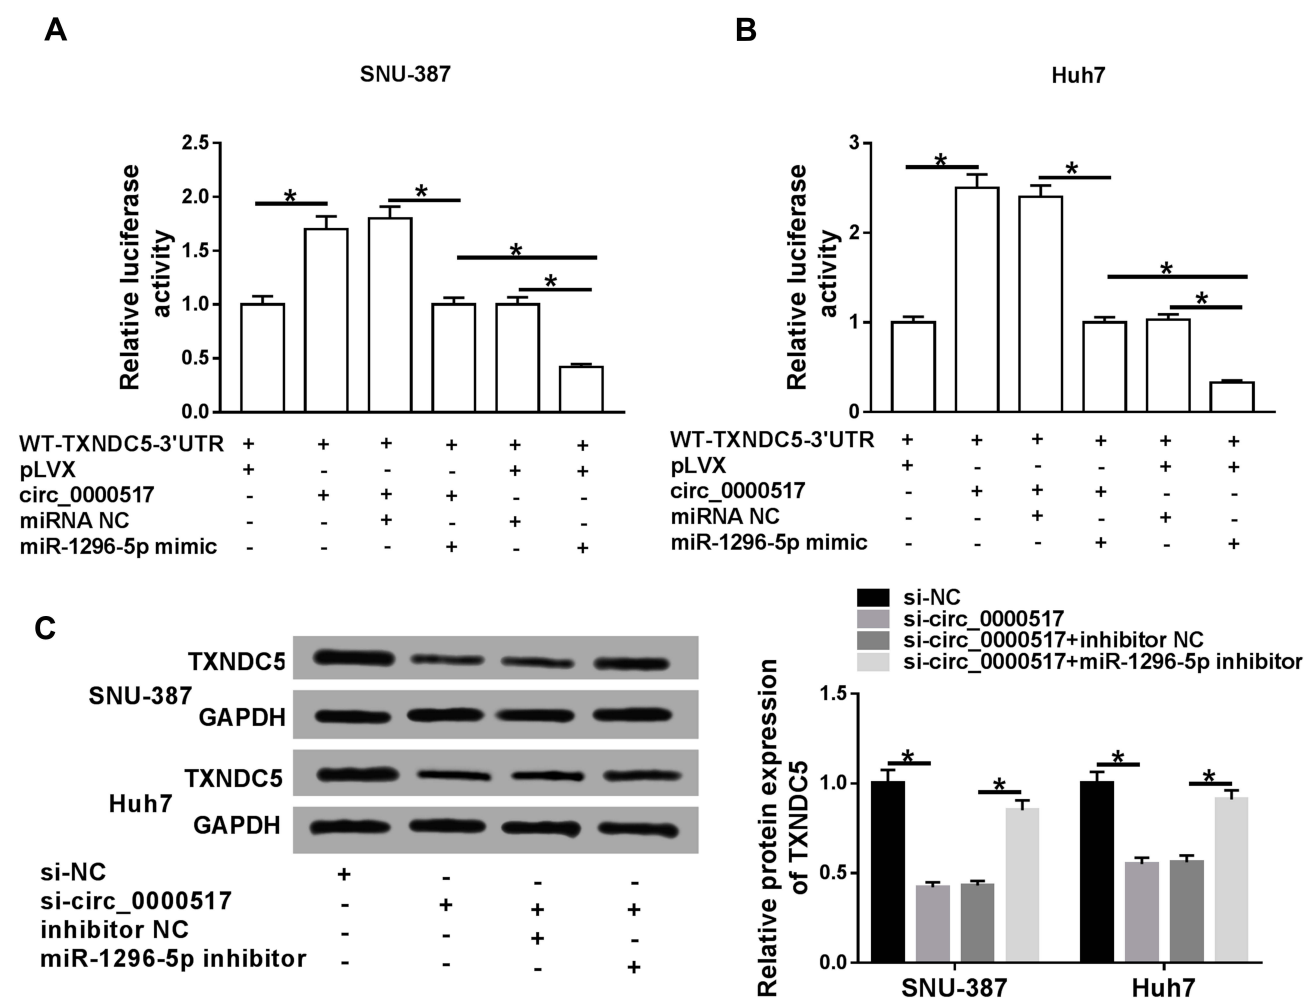 A
SNU-387
Relative luciferase
activity
2.5
2.0
1.5
1.0
0.5
0.0
* * * *
WT-TXNDC5-3'UTR + + + + + +
pLVX + - - - + +
circ_0000517 - + + + - -
miRNA NC - - + - + -
miR-1296-5p mimic - - - + - +
B
Huh7
Relative luciferase
activity
3
2
1
0
* * * *
WT-TXNDC5-3'UTR + + + + + +
pLVX + - - - + +
circ_0000517 - + + + - -
miRNA NC - - + - + -
miR-1296-5p mimic - - - + - +
C
SNU-387
TXNDC5
GAPDH
Huh7
TXNDC5
GAPDH
si-NC + - - -
si-circ_0000517 - + + +
inhibitor NC - - + -
miR-1296-5p inhibitor - - - +
si-NC
si-circ_0000517
si-circ_0000517+inhibitor NC
si-circ_0000517+miR-1296-5p inhibitor
Relative protein expression
of TXNDC5
1.5
1.0
0.5
0.0
* * * *
SNU-387 Huh7